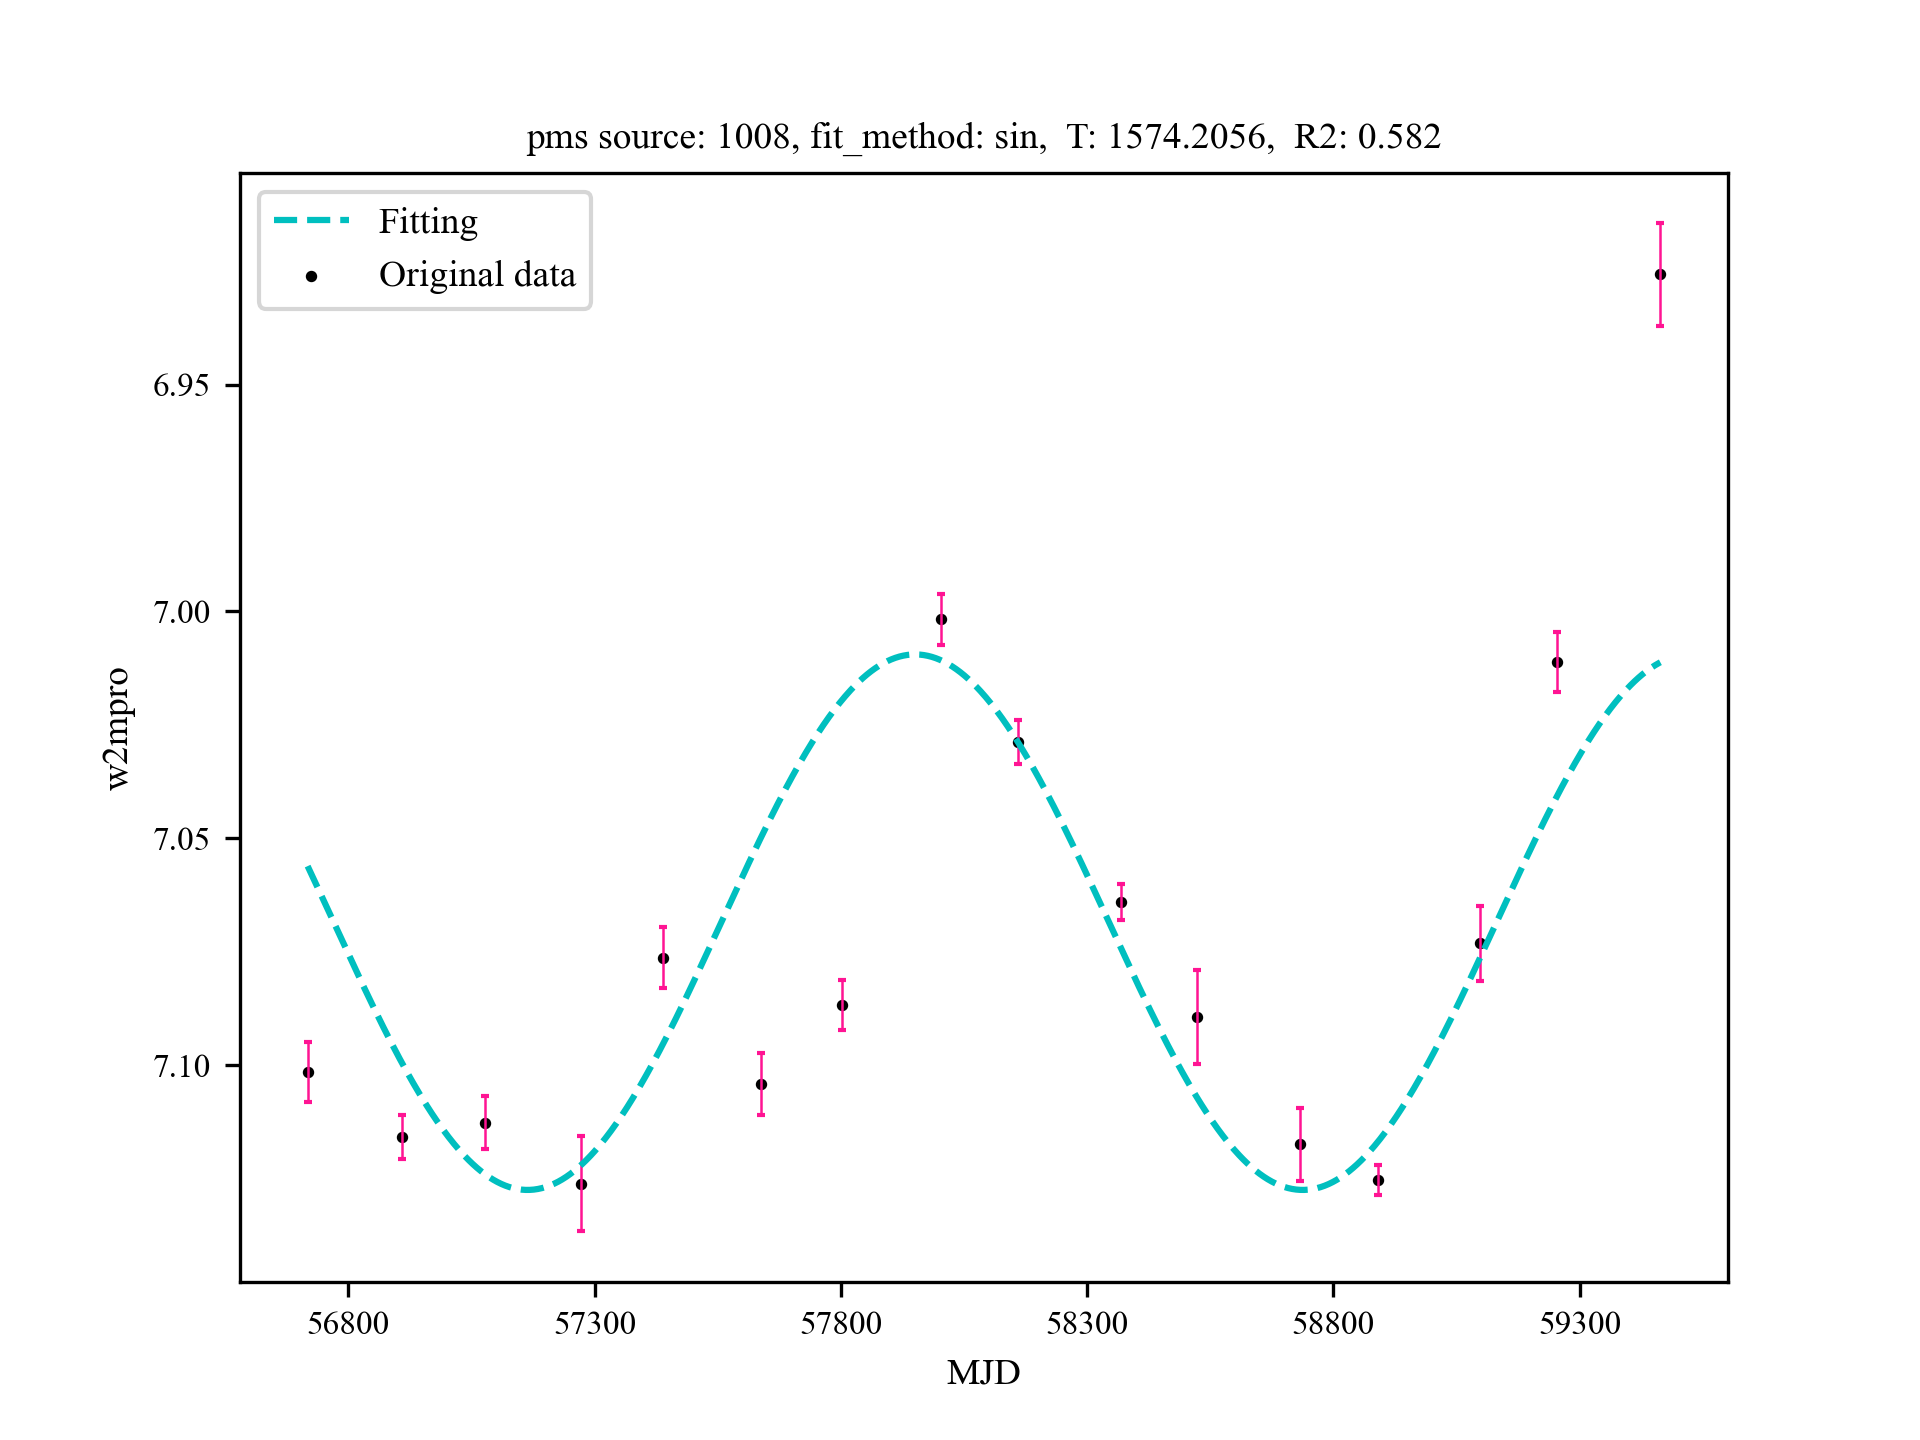 pms source: 1008, fit_method: sin,  T: 1574.2056,  R2: 0.582
Fitting
Original data
6.95
7.00
7.05
7.10
w2mpro
56800
57300
57800
58300
58800
59300
MJD